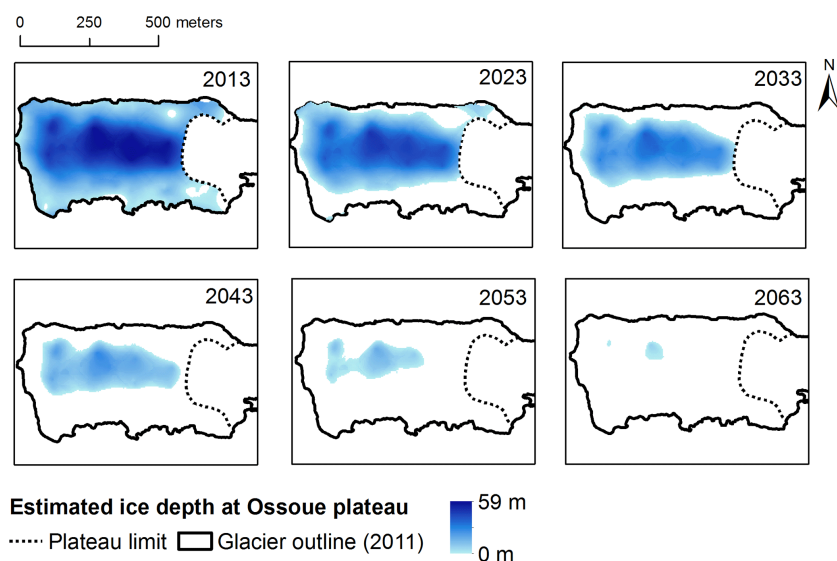 0 250 500 meters
N
2013
2023
2033
2043
2053
2063
Estimated ice depth at Ossoue plateau
59 m
0 m
Plateau limit
Glacier outline (2011)